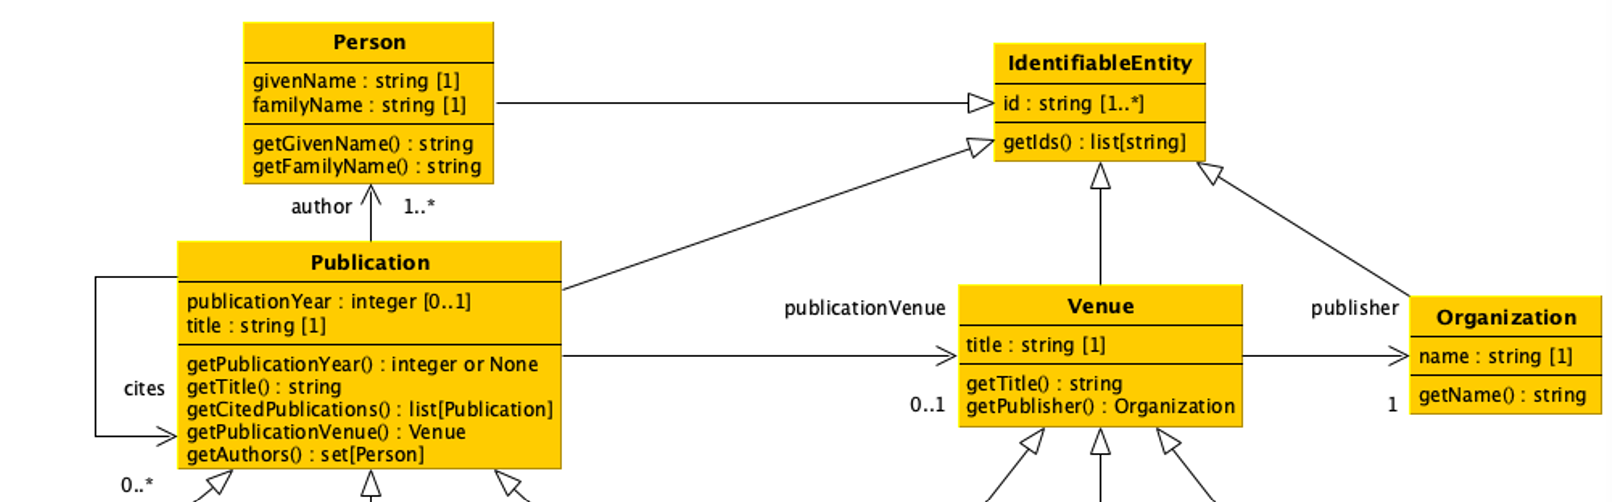 Person
givenName : string [1]
familyName : string [1]
getGivenName() : string
getFamilyName() : string
IdentifiableEntity
id : string [1..*]
getIds() : list[string]
author 1..*
Publication
publicationYear : integer [0..1]
title : string [1]
getPublicationYear() : integer or None
getTitle() : string
getCitedPublications() : list[Publication]
getPublicationVenue() : Venue
getAuthors() : set[Person]
cites
0..*
publicationVenue
0..1
Venue
title : string [1]
getTitle() : string
getPublisher() : Organization
publisher
1
Organization
name : string [1]
getName() : string